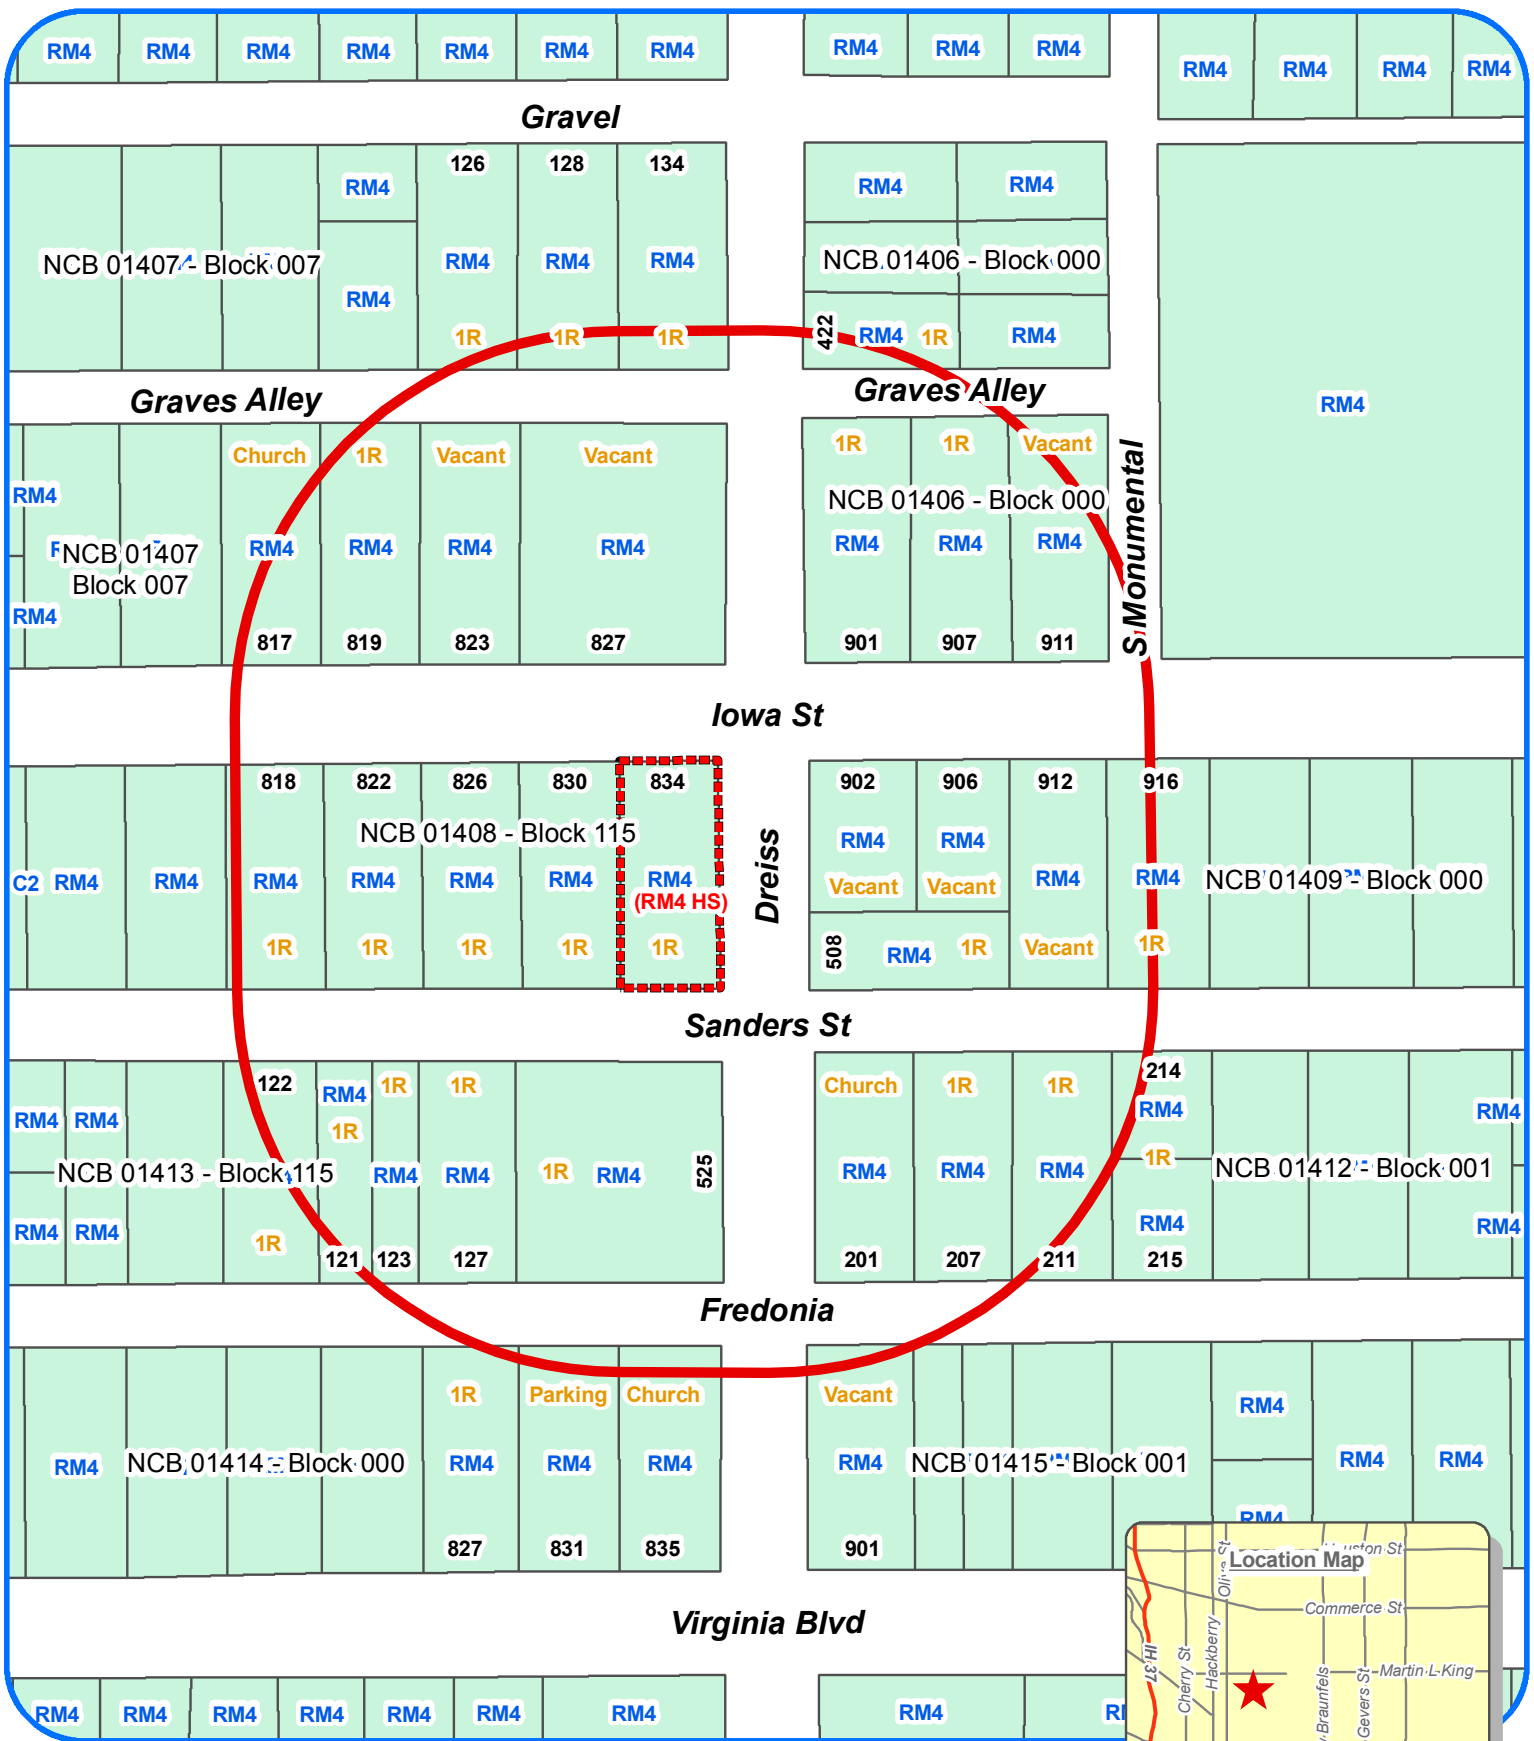 RM4 RM4 RM4 RM4 RM4 RM4 RM4 RM4 RM4 RM4
RM4 RM4 RM4 RM4
Gravel
126 128 134
RM4 RM4 RM4
NCB 01407 - Block 007 RM4 RM4 RM4 NCB 01406 - Block 000
RM4
1R 1R 1R 422 RM4 1R RM4
Graves Alley Graves Alley
RM4
Church 1R Vacant Vacant 1R 1R Vacant
S Monumental
RM4 NCB 01406 - Block 000
RM4 RM4 RM4 RM4 RM4 RM4 RM4
NCB 01407
Block 007
RM4
817 819 823 827 901 907 911
Iowa St
818 822 826 830 834 902 906 912 916
NCB 01408 - Block 115 RM4 RM4
Dreiss
C2 RM4 RM4 RM4 RM4 RM4 RM4 RM4 Vacant Vacant RM4 RM4 NCB 01409 - Block 000
(RM4 HS)
1R 1R 1R 1R 1R 508 RM4 1R Vacant 1R
Sanders St
122 RM4 1R 1R Church 1R 1R 214
RM4 RM4 1R RM4 RM4
NCB 01413 - Block 115 RM4 RM4 1R RM4 525 RM4 RM4 RM4 1R NCB 01412 - Block 001
RM4 RM4 1R RM4 RM4
121 123 127 201 207 211 215
Fredonia
1R Parking Church Vacant RM4
RM4 NCB 01414 - Block 000 RM4 RM4 RM4 RM4 NCB 01415 - Block 001 RM4 RM4
RM4
827 831 835 901
Virginia Blvd
RM4 RM4 RM4 RM4 RM4 RM4 RM4 RM4
Location Map
Commerce St
Martin L King
IH 37
Cherry St
Hackberry
Braunfels
Gevers St